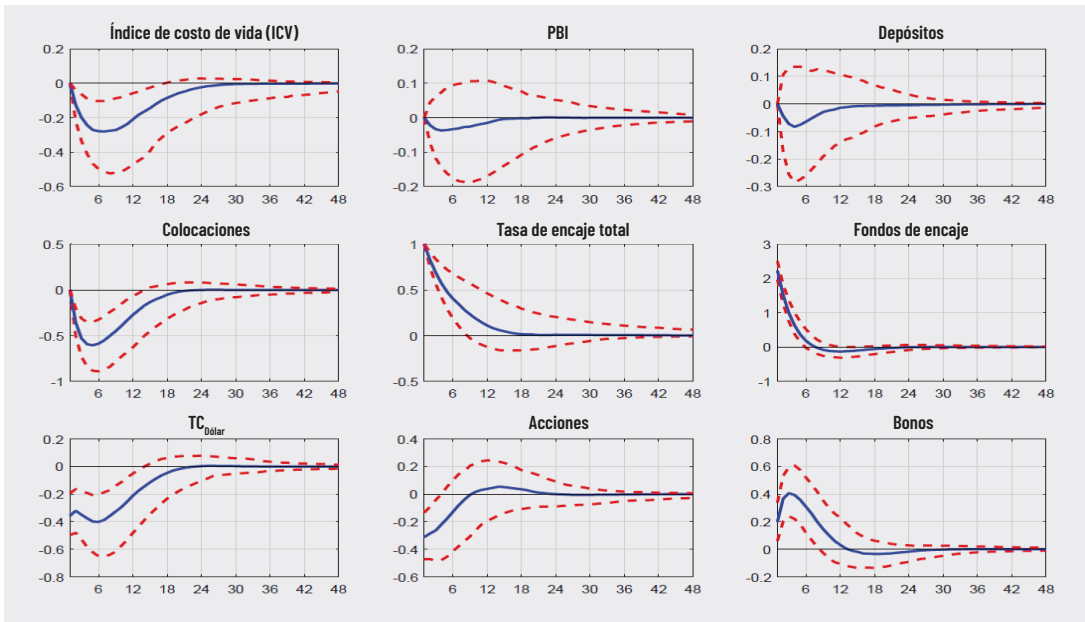 Índice de costo de vida (ICV)
0.2
0
-0.2
-0.4
-0.6
6 12 18 24 30 36 42 48
PBI
0.2
0.1
0
-0.1
-0.2
6 12 18 24 30 36 42 48
Depósitos
0.2
0.1
0
-0.1
-0.2
-0.3
6 12 18 24 30 36 42 48
Colocaciones
0.5
0
-0.5
-1
6 12 18 24 30 36 42 48
Tasa de encaje total
1
0.5
0
-0.5
6 12 18 24 30 36 42 48
Fondos de encaje
3
2
1
0
-1
6 12 18 24 30 36 42 48
TC Dólar
0.2
0
-0.2
-0.4
-0.6
-0.8
6 12 18 24 30 36 42 48
Acciones
0.4
0.2
0
-0.2
-0.4
-0.6
6 12 18 24 30 36 42 48
Bonos
0.8
0.6
0.4
0.2
0
-0.2
6 12 18 24 30 36 42 48